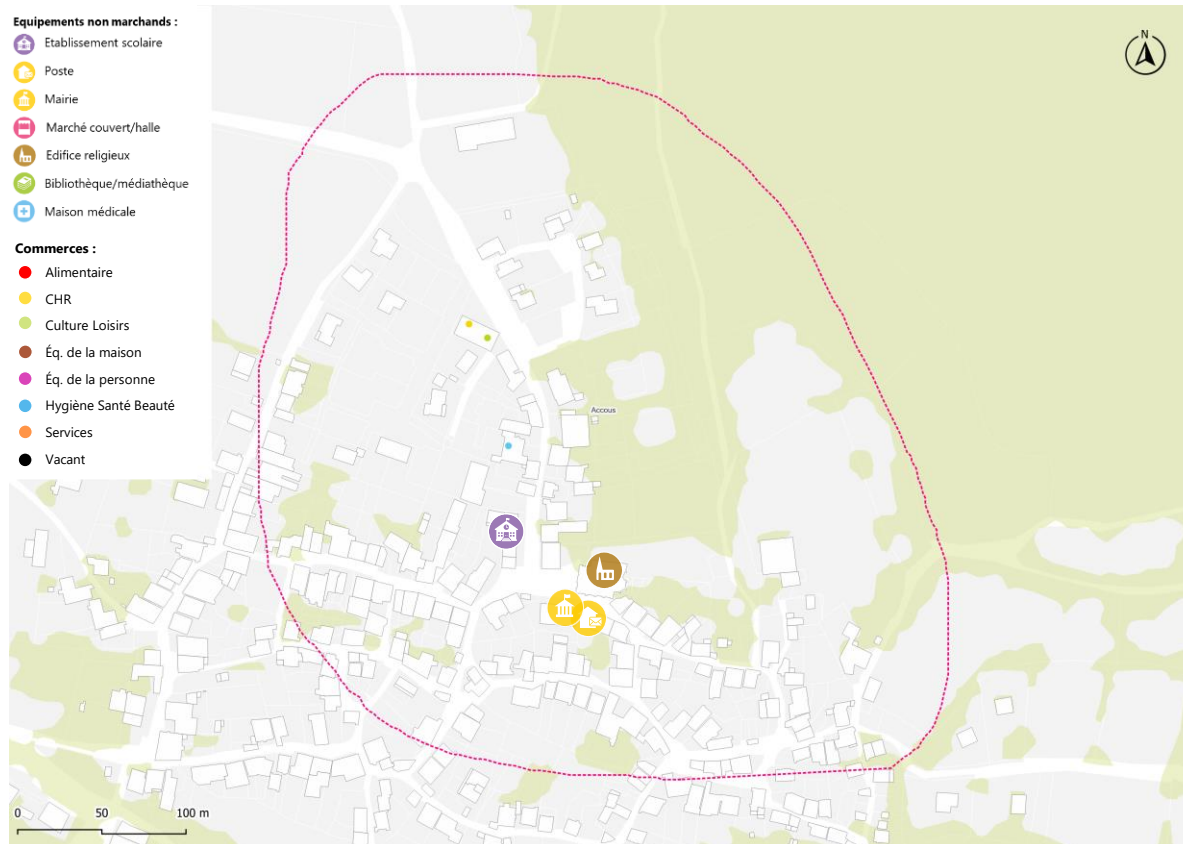 Equipements non marchands :
Etablissement scolaire
Poste
Mairie
Marché couvert/halle
Edifice religieux
Bibliothèque/médiathèque
Maison médicale
Commerces :
Alimentaire
CHR
Culture Loisirs
Éq. de la maison
Éq. de la personne
Hygiène Santé Beauté
Services
Vacant
N
Accous
0 50 100 m